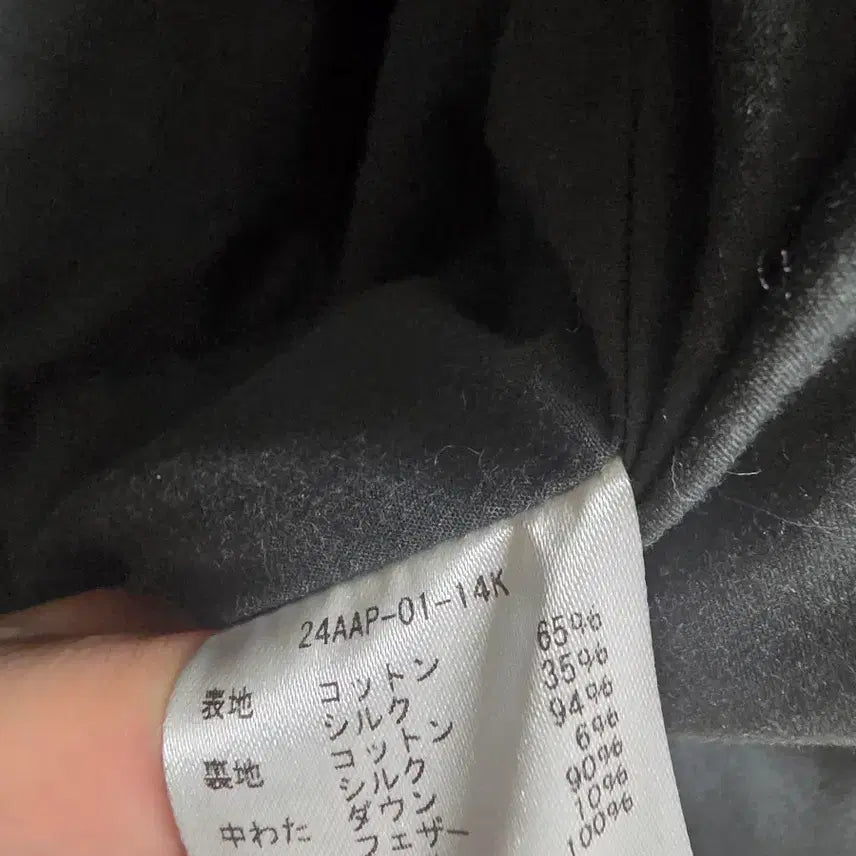 24AAP-01-14K
表地 コットン 65%
シルク 35%
裏地 コットン 94%
シルク 6%
中わた ダウン 90%
フェザー 10%
100%